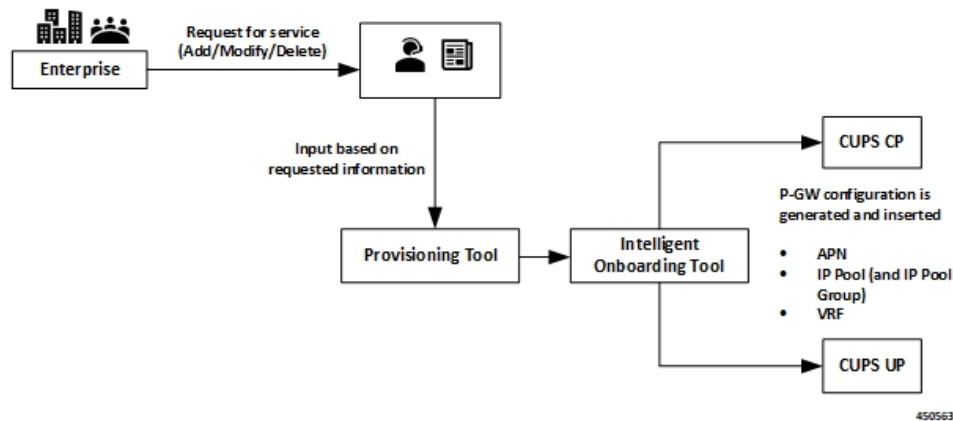 Request for service
(Add/Modify/Delete)
Enterprise
Input based on
requested information
CUPS CP
P-GW configuration is
generated and inserted
• APN
• IP Pool (and IP Pool
Group)
• VRF
Provisioning Tool
Intelligent
Onboarding Tool
CUPS UP
450563